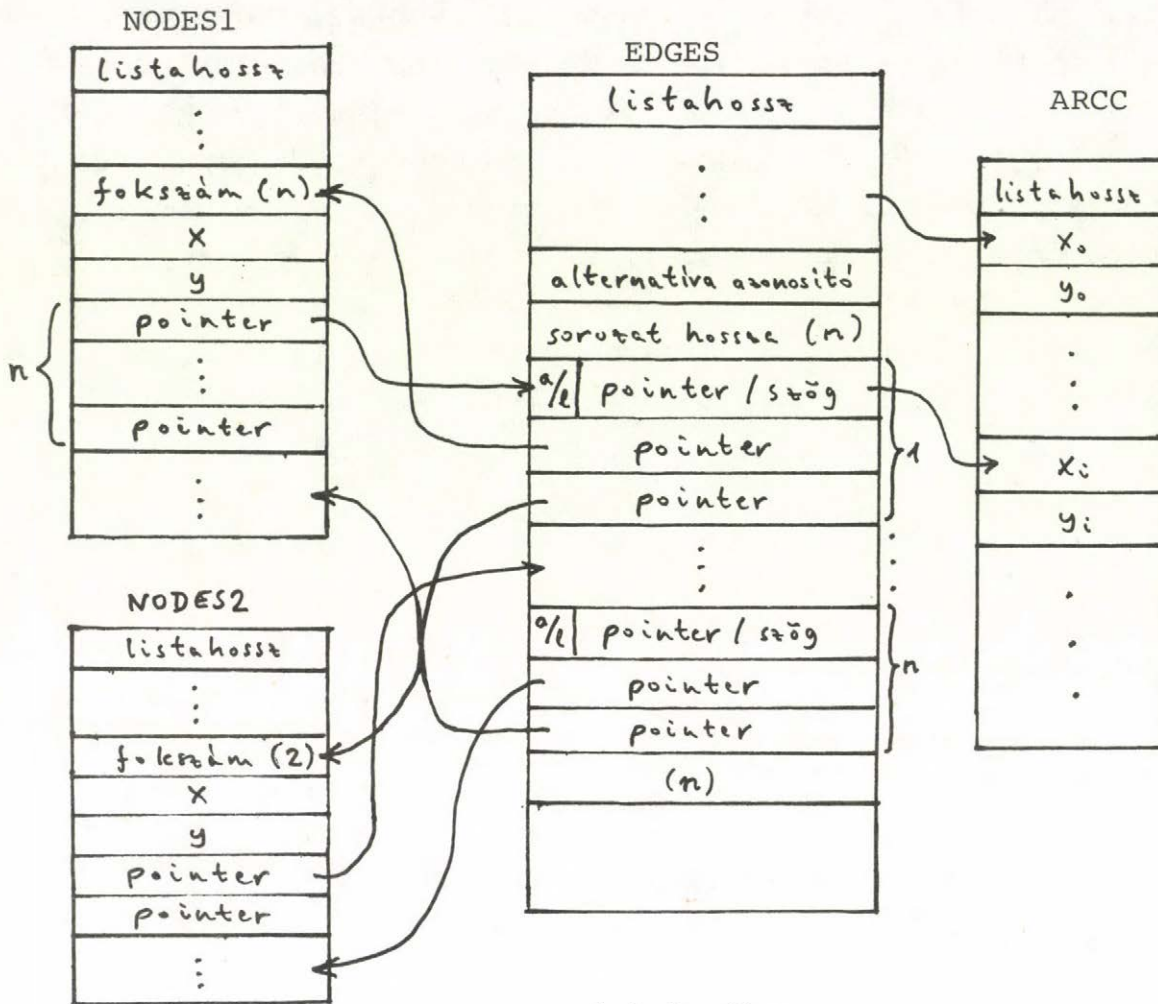 NODES1
listahossz
fokszám (n)
x
y
pointer
pointer
n
NODES2
listahossz
fokszám (2)
x
y
pointer
pointer
EDGES
listahossz
alternativa azonositó
sorozat hossza (n)
a/l pointer / szög
pointer
pointer
1
a/l pointer / szög
pointer
pointer
n
(n)
ARCC
listahossz
x₀
y₀
xᵢ
yᵢ